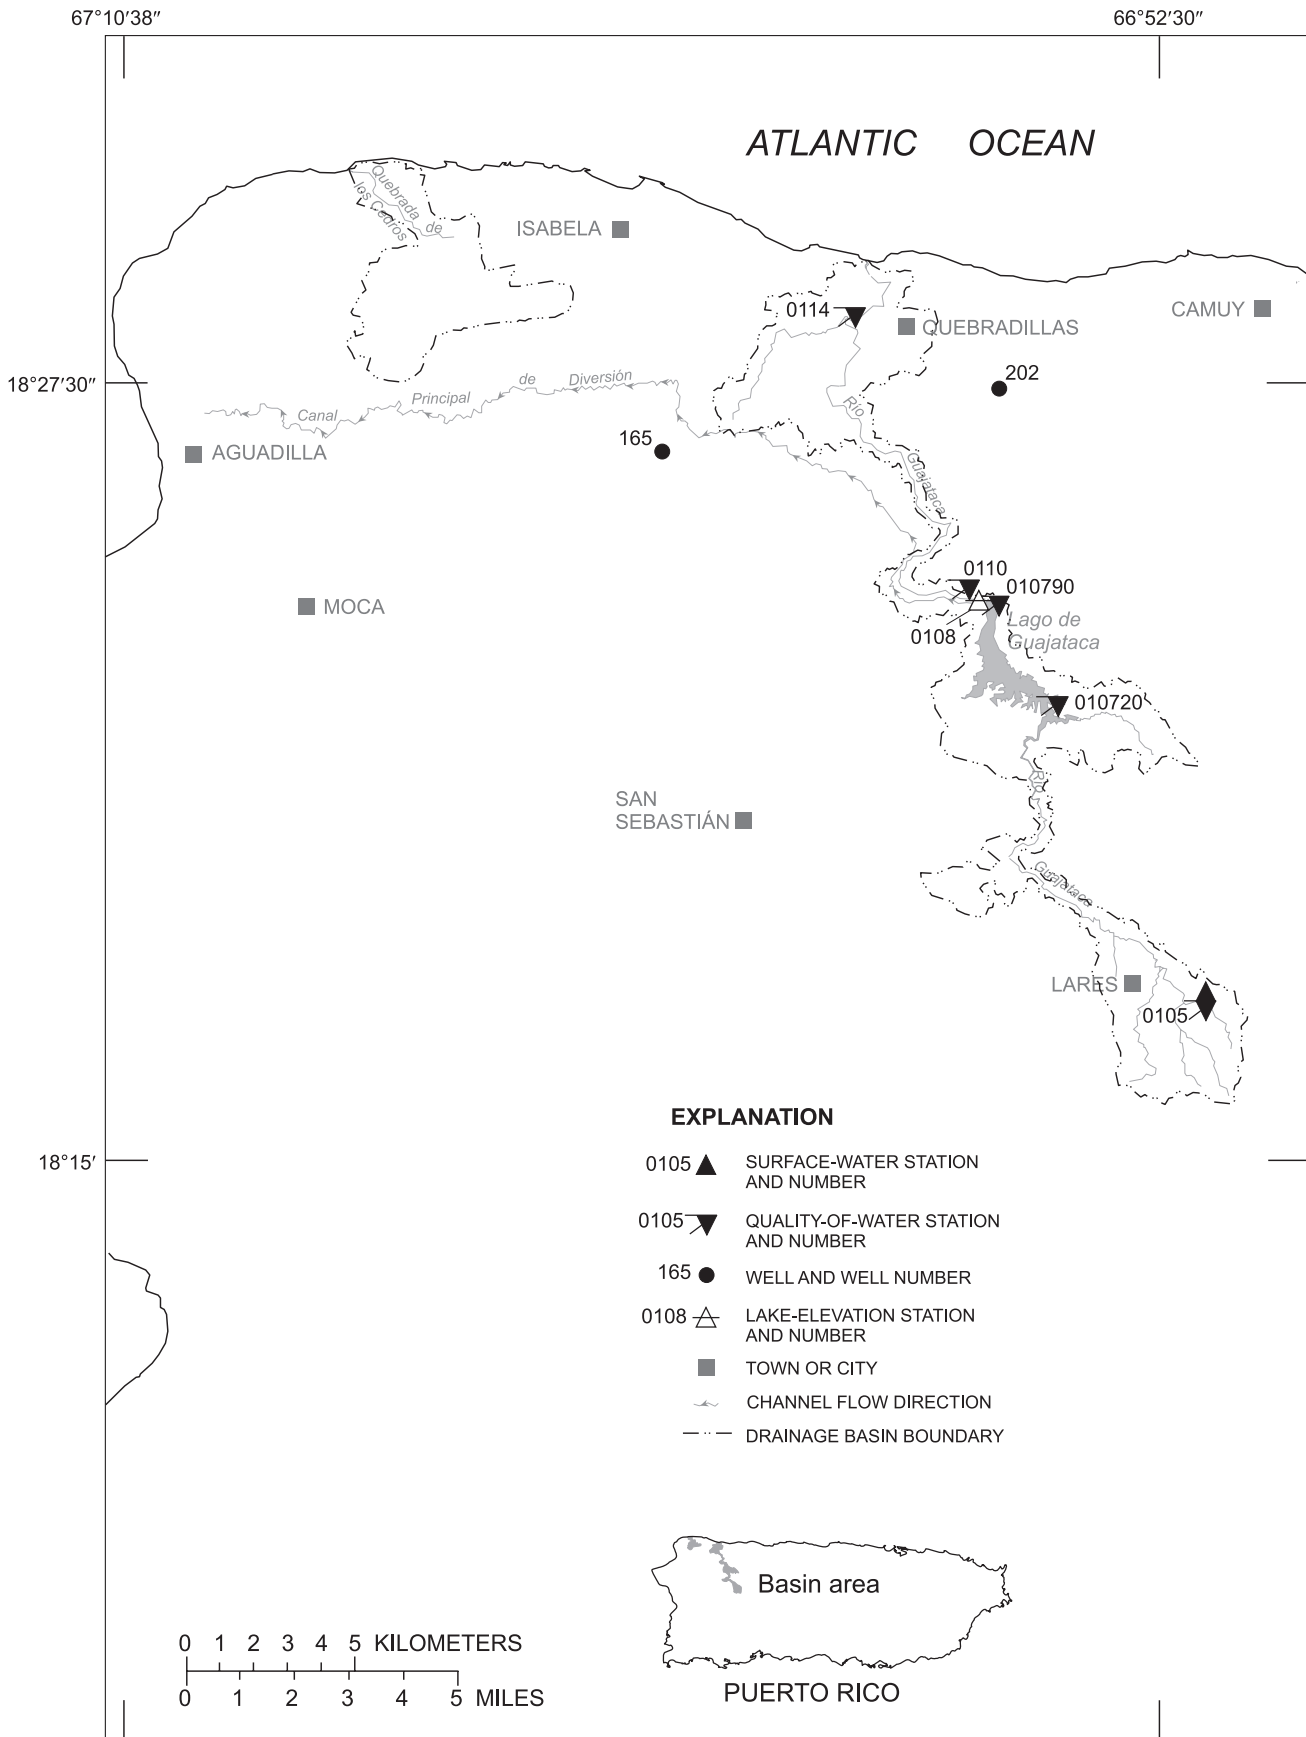 67°10′38″
66°52′30″
ATLANTIC OCEAN
Quebrada de
los Cedros
ISABELA
0114
QUEBRADILLAS
CAMUY
18°27′30″
202
Canal Principal de Diversión
Río
165
AGUADILLA
Guajataca
0110
010790
MOCA
0108
Lago de
Guajataca
010720
Río
SAN
SEBASTIÁN
Guajataca
LARES
0105
EXPLANATION
18°15′
0105 SURFACE-WATER STATION
AND NUMBER
0105 QUALITY-OF-WATER STATION
AND NUMBER
165 WELL AND WELL NUMBER
0108 LAKE-ELEVATION STATION
AND NUMBER
TOWN OR CITY
CHANNEL FLOW DIRECTION
DRAINAGE BASIN BOUNDARY
Basin area
PUERTO RICO
0 1 2 3 4 5 KILOMETERS
0 1 2 3 4 5 MILES